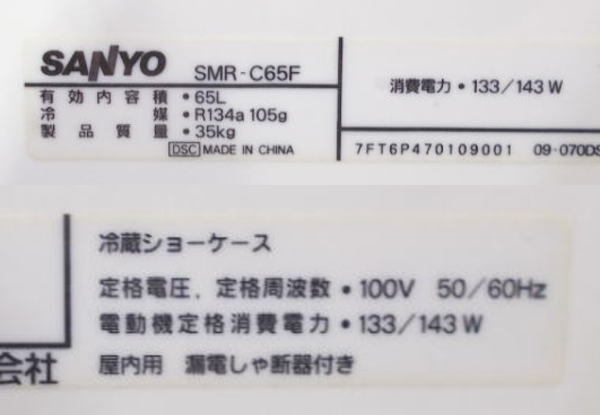 SANYO SMR-C65F
有効内容積・65L
冷媒・R134a 105g
製品質量・35kg
DSC MADE IN CHINA
消費電力・133/143W
7FT6P470109001 09-070DS
冷蔵ショーケース
定格電圧，定格周波数・100V 50/60Hz
電動機定格消費電力・133/143W
会社 屋内用 漏電しゃ断器付き